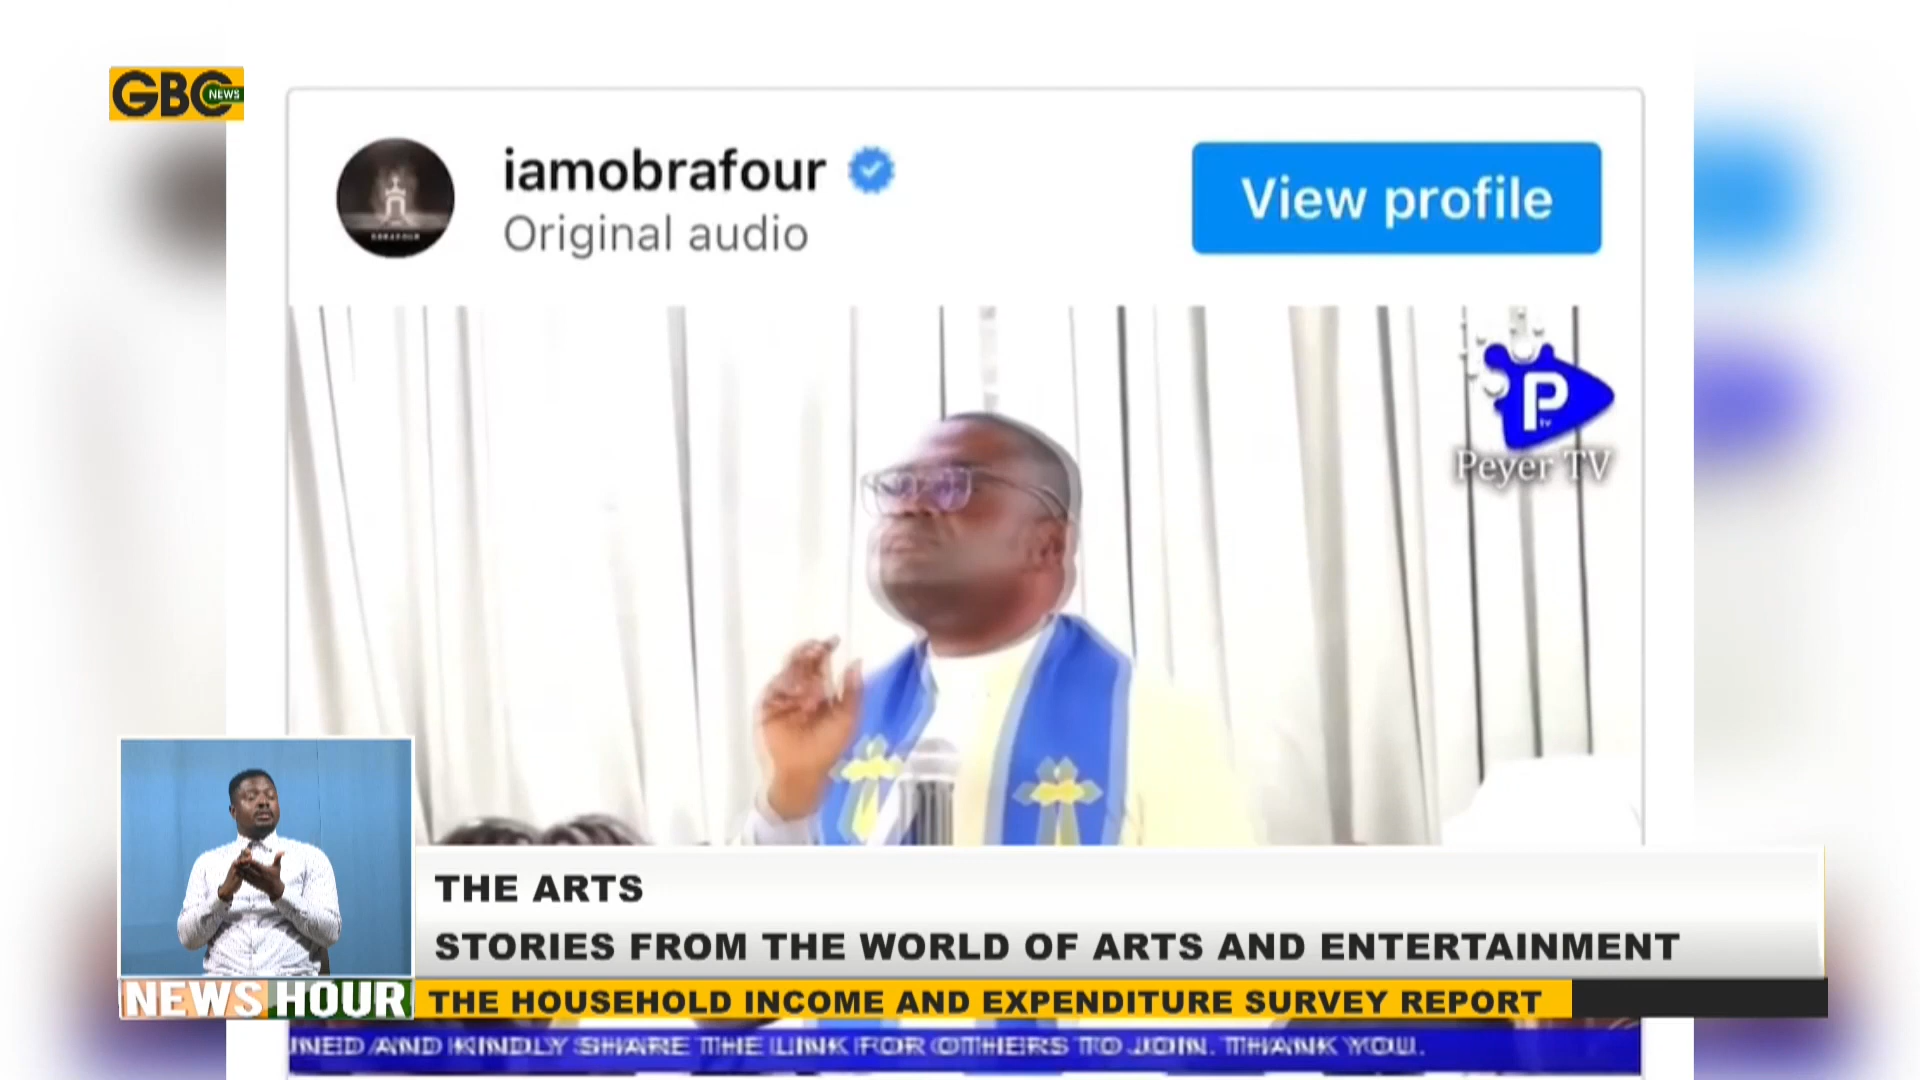 GBC
NEWS
iamobrafour
Original audio
View profile
P
tv
Peyer TV
OBRAFOUR
THE ARTS
STORIES FROM THE WORLD OF ARTS AND ENTERTAINMENT
NEWS HOUR
THE HOUSEHOLD INCOME AND EXPENDITURE SURVEY REPORT
AND KINDLY SHARE THE LINK FOR OTHERS TO JOIN. THANK YOU.